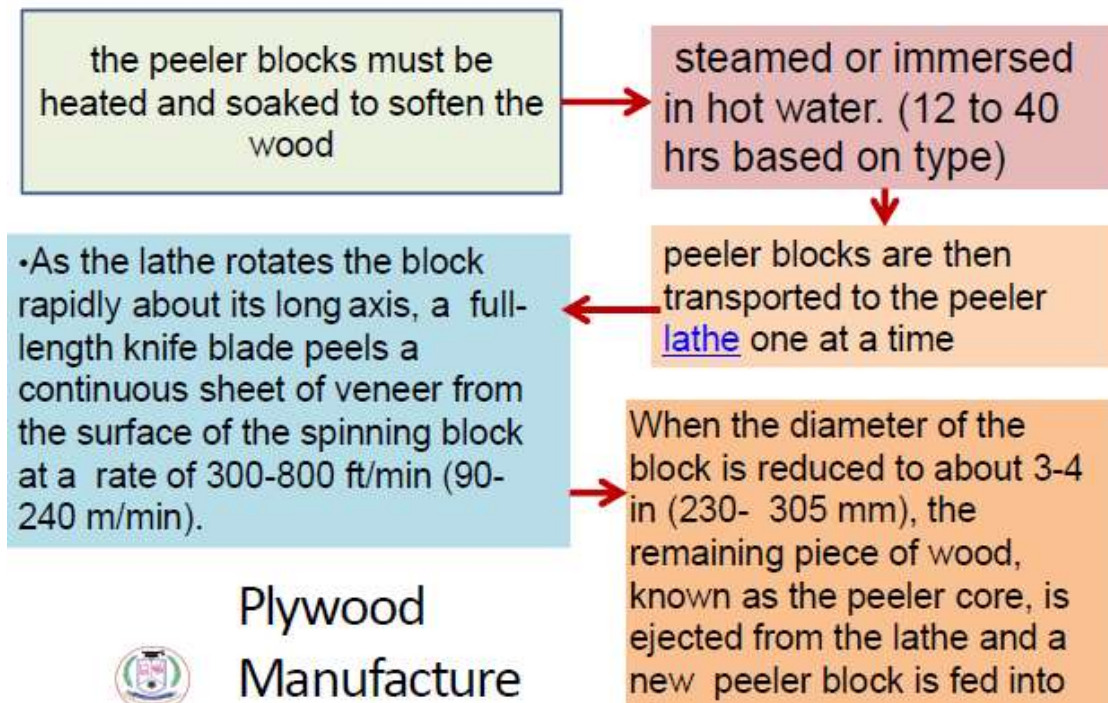 the peeler blocks must be
heated and soaked to soften the
wood
steamed or immersed
in hot water. (12 to 40
hrs based on type)
peeler blocks are then
transported to the peeler
lathe one at a time
•As the lathe rotates the block
rapidly about its long axis, a full-
length knife blade peels a
continuous sheet of veneer from
the surface of the spinning block
at a rate of 300-800 ft/min (90-
240 m/min).
When the diameter of the
block is reduced to about 3-4
in (230- 305 mm), the
remaining piece of wood,
known as the peeler core, is
ejected from the lathe and a
new peeler block is fed into
Plywood
Manufacture